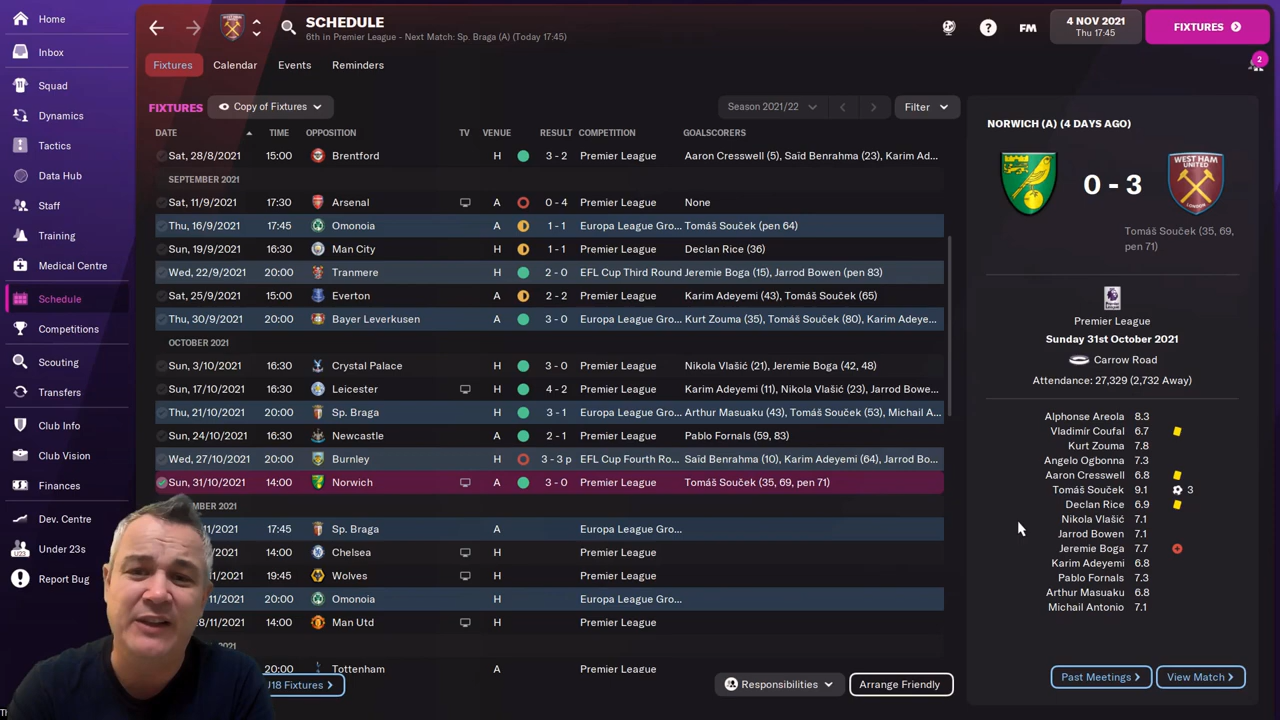 Home
Inbox
Squad
Dynamics
Tactics
Data Hub
Staff
Training
Medical Centre
Schedule
Competitions
Scouting
Transfers
Club Info
Club Vision
Finances
Dev. Centre
Under 23s
Report Bug
SCHEDULE
6th in Premier League - Next Match: Sp. Braga (A) (Today 17:45)
FM
4 NOV 2021
Thu 17:45
FIXTURES
2
Fixtures Calendar Events Reminders
FIXTURES Copy of Fixtures Season 2021/22 Filter
DATE TIME OPPOSITION TV VENUE RESULT COMPETITION GOALSCORERS
Sat, 28/8/2021 15:00 Brentford H 3 - 2 Premier League Aaron Cresswell (5), Saïd Benrahma (23), Karim Ad...
SEPTEMBER 2021
Sat, 11/9/2021 17:30 Arsenal A 0 - 4 Premier League None
Thu, 16/9/2021 17:45 Omonoia A 1 - 1 Europa League Gro... Tomáš Souček (pen 64)
Sun, 19/9/2021 16:30 Man City H 1 - 1 Premier League Declan Rice (36)
Wed, 22/9/2021 20:00 Tranmere H 2 - 0 EFL Cup Third Round Jeremie Boga (15), Jarrod Bowen (pen 83)
Sat, 25/9/2021 15:00 Everton A 2 - 2 Premier League Karim Adeyemi (43), Tomáš Souček (65)
Thu, 30/9/2021 20:00 Bayer Leverkusen H 3 - 0 Europa League Gro... Kurt Zouma (35), Tomáš Souček (80), Karim Adeye...
OCTOBER 2021
Sun, 3/10/2021 16:30 Crystal Palace H 3 - 0 Premier League Nikola Vlašić (21), Jeremie Boga (42, 48)
Sun, 17/10/2021 16:30 Leicester H 4 - 2 Premier League Karim Adeyemi (11), Nikola Vlašić (23), Jarrod Bowe...
Thu, 21/10/2021 20:00 Sp. Braga H 3 - 1 Europa League Gro... Arthur Masuaku (43), Tomáš Souček (53), Michail A...
Sun, 24/10/2021 16:30 Newcastle H 2 - 1 Premier League Pablo Fornals (59, 83)
Wed, 27/10/2021 20:00 Burnley H 3 - 3 p EFL Cup Fourth Ro... Saïd Benrahma (10), Karim Adeyemi (64), Jarrod Bo...
Sun, 31/10/2021 14:00 Norwich A 3 - 0 Premier League Tomáš Souček (35, 69, pen 71)
EMBER 2021
11/2021 17:45 Sp. Braga A Europa League Gro...
/2021 14:00 Chelsea H Premier League
1/2021 19:45 Wolves H Premier League
11/2021 20:00 Omonoia H Europa League Gro...
8/11/2021 14:00 Man Utd H Premier League
20:00 Tottenham A Premier League
U18 Fixtures
Responsibilities
Arrange Friendly
NORWICH (A) (4 DAYS AGO)
0 - 3
WEST HAM
UNITED
LONDON
Tomáš Souček (35, 69,
pen 71)
Premier League
Sunday 31st October 2021
Carrow Road
Attendance: 27,329 (2,732 Away)
Alphonse Areola 8.3
Vladimír Coufal 6.7
Kurt Zouma 7.8
Angelo Ogbonna 7.3
Aaron Cresswell 6.8
Tomáš Souček 9.1 3
Declan Rice 6.9
Nikola Vlašić 7.1
Jarrod Bowen 7.1
Jeremie Boga 7.7
Karim Adeyemi 6.8
Pablo Fornals 7.3
Arthur Masuaku 6.8
Michail Antonio 7.1
Past Meetings
View Match